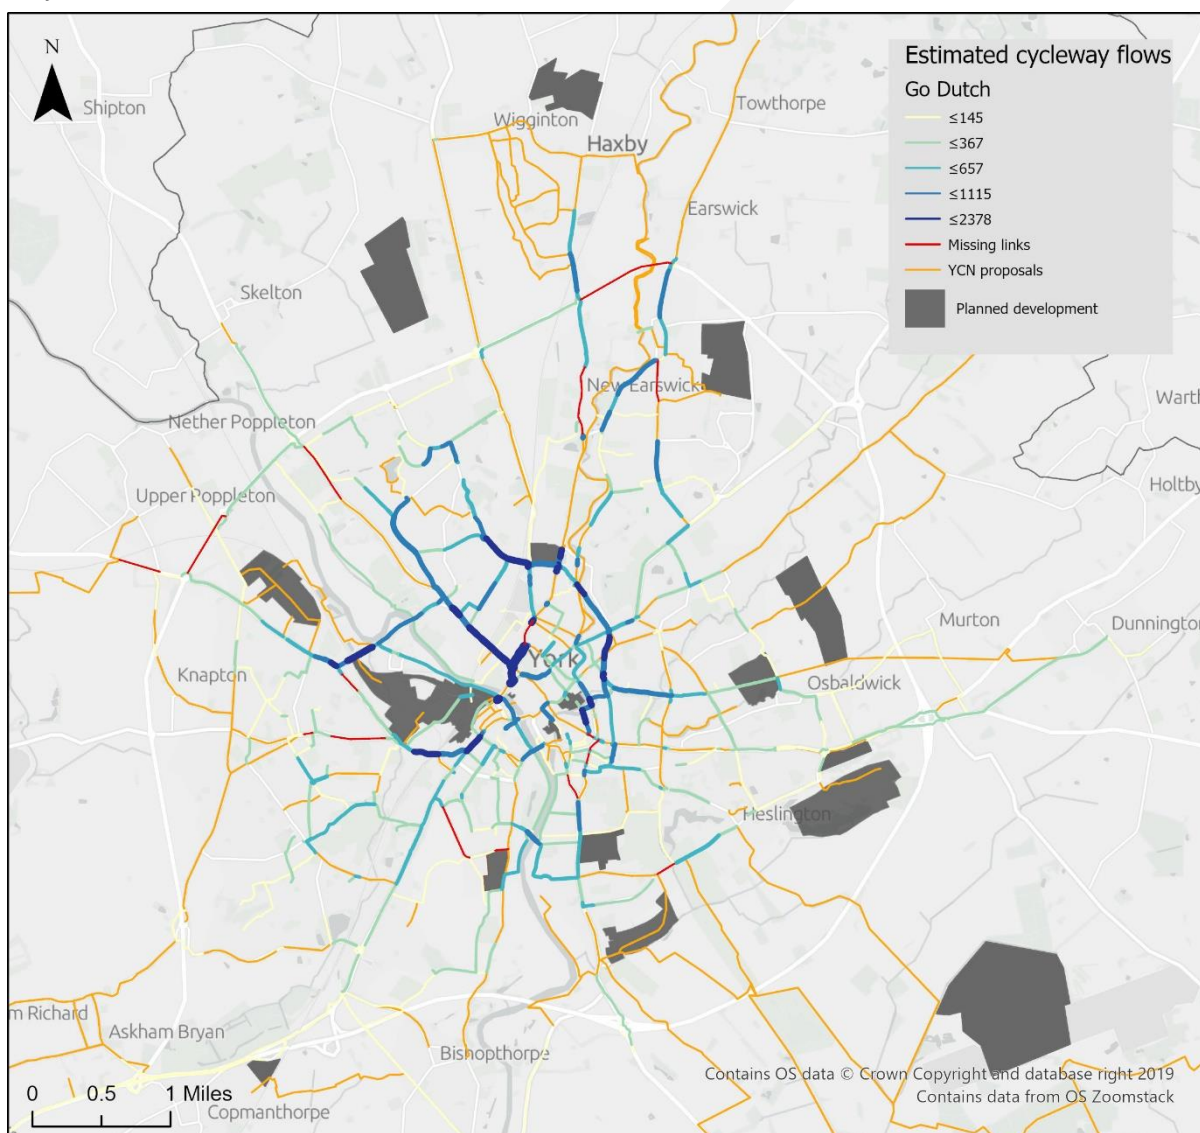 N
Shipton
Wigginton
Haxby
Towthorpe
Earswick
Skelton
New Earswick
Nether Poppleton
Upper Poppleton
Warth
Holtby
Murton
Dunnington
York
Knapton
Osbaldwick
Heslington
m Richard
Askham Bryan
Bishopthorpe
Copmanthorpe
Estimated cycleway flows
Go Dutch
≤145
≤367
≤657
≤1115
≤2378
Missing links
YCN proposals
Planned development
0 0.5 1 Miles
Contains OS data © Crown Copyright and database right 2019
Contains data from OS Zoomstack